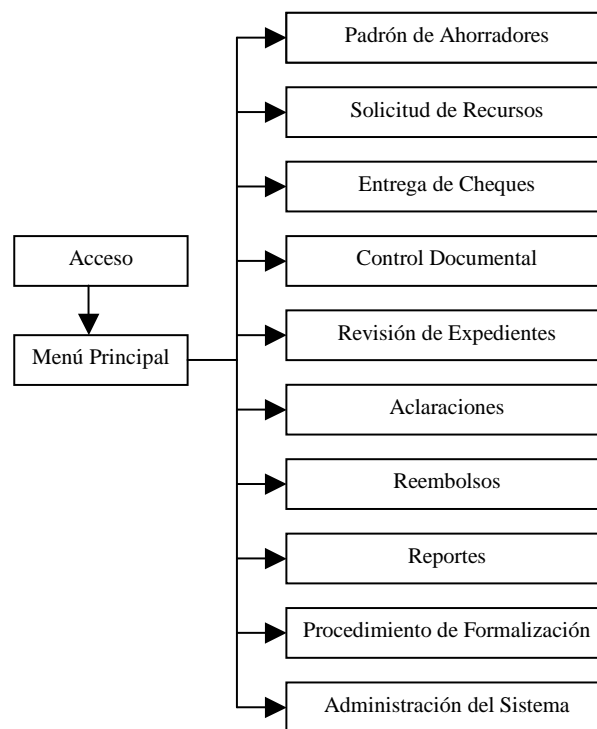 Padrón de Ahorradores
Solicitud de Recursos
Entrega de Cheques
Acceso
Control Documental
Menú Principal
Revisión de Expedientes
Aclaraciones
Reembolsos
Reportes
Procedimiento de Formalización
Administración del Sistema